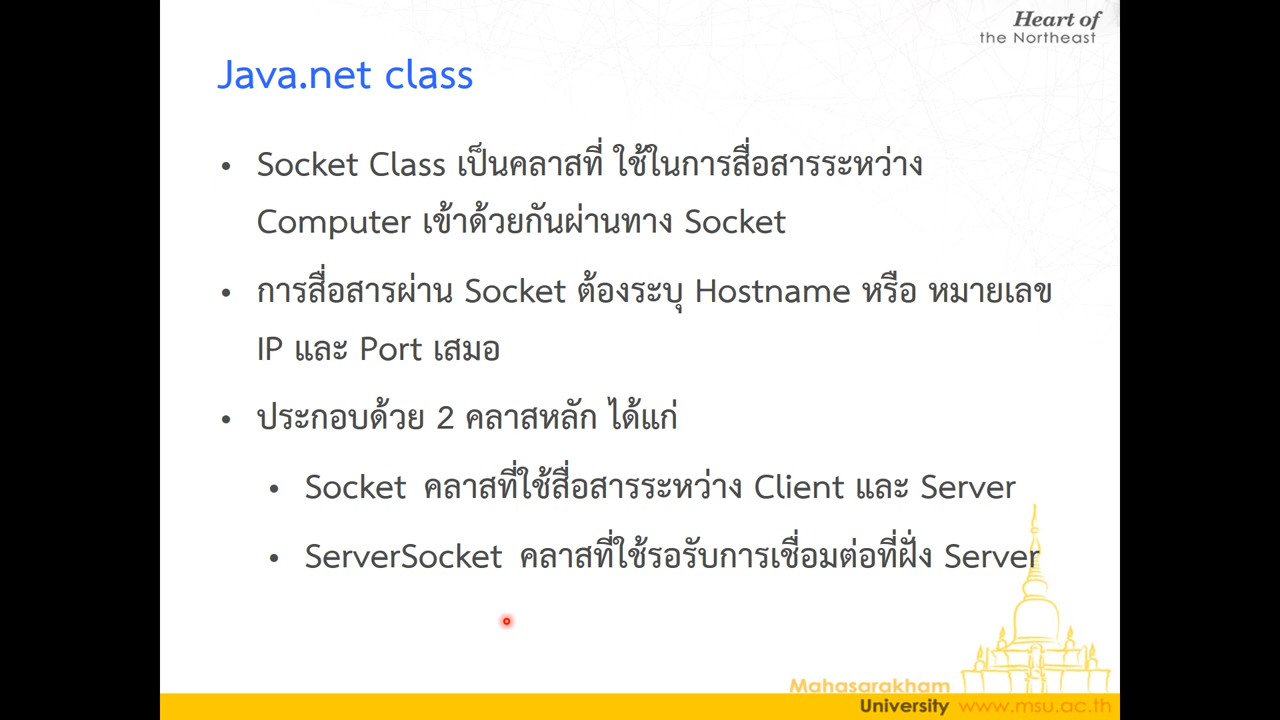 Heart of
the Northeast
Java.net class
• Socket Class เป็นคลาสที่ ใช้ในการสื่อสารระหว่าง
Computer เข้าด้วยกันผ่านทาง Socket
• การสื่อสารผ่าน Socket ต้องระบุ Hostname หรือ หมายเลข
IP และ Port เสมอ
• ประกอบด้วย 2 คลาสหลัก ได้แก่
• Socket คลาสที่ใช้สื่อสารระหว่าง Client และ Server
• ServerSocket คลาสที่ใช้รอรับการเชื่อมต่อที่ฝั่ง Server
Mahasarakham
University www.msu.ac.th